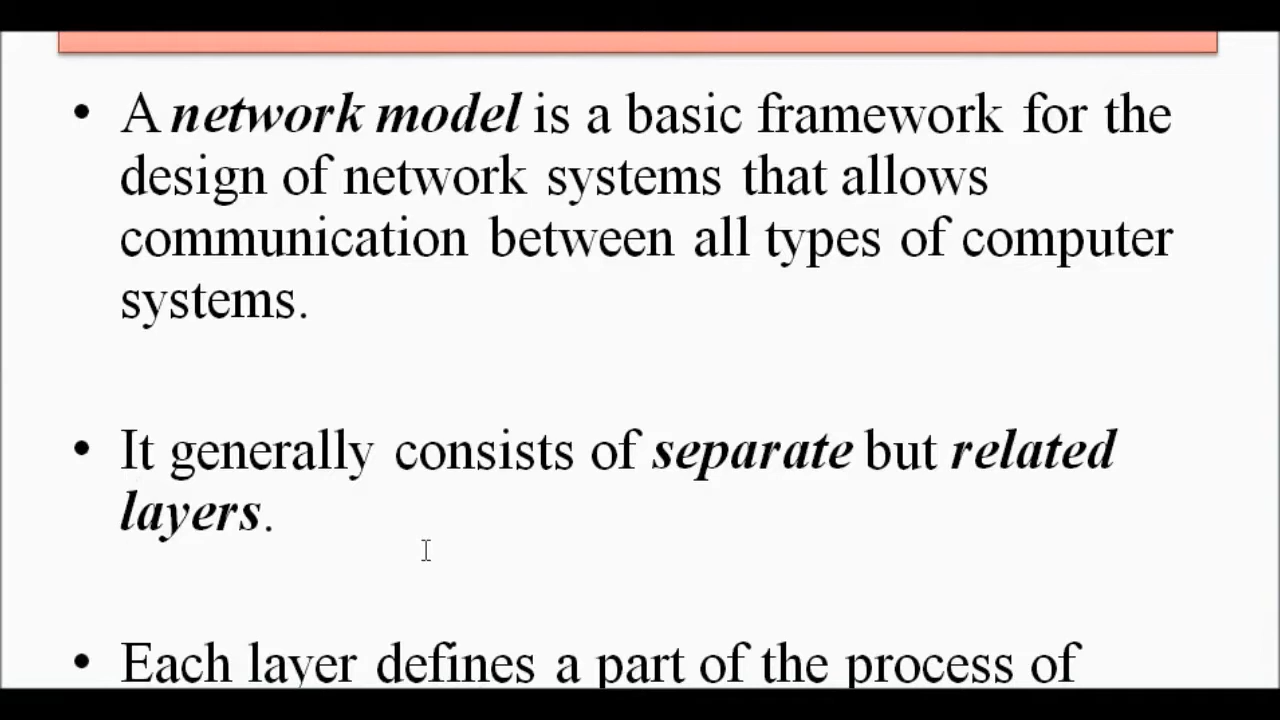 • A network model is a basic framework for the
design of network systems that allows
communication between all types of computer
systems.
• It generally consists of separate but related
layers.
• Each layer defines a part of the process of